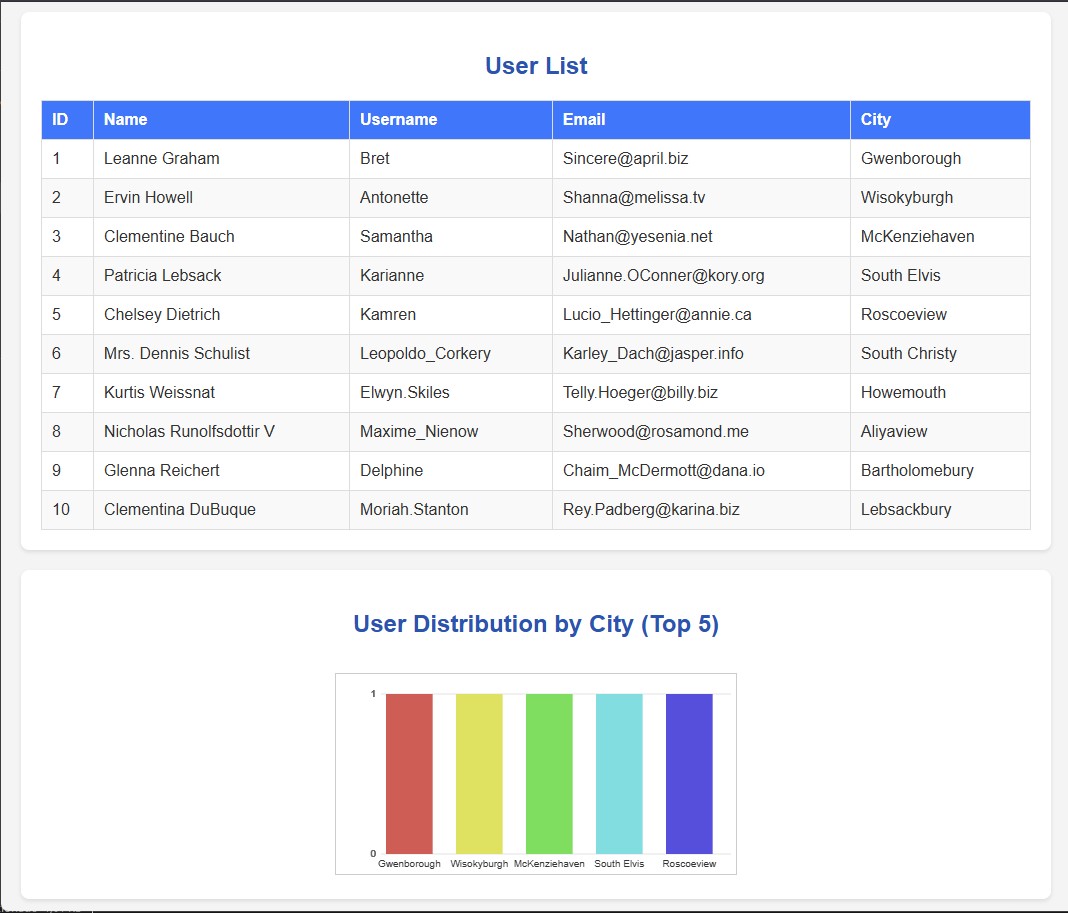 User List
ID Name Username Email City
1 Leanne Graham Bret Sincere@april.biz Gwenborough
2 Ervin Howell Antonette Shanna@melissa.tv Wisokyburgh
3 Clementine Bauch Samantha Nathan@yesenia.net McKenziehaven
4 Patricia Lebsack Karianne Julianne.OConner@kory.org South Elvis
5 Chelsey Dietrich Kamren Lucio_Hettinger@annie.ca Roscoeview
6 Mrs. Dennis Schulist Leopoldo_Corkery Karley_Dach@jasper.info South Christy
7 Kurtis Weissnat Elwyn.Skiles Telly.Hoeger@billy.biz Howemouth
8 Nicholas Runolfsdottir V Maxime_Nienow Sherwood@rosamond.me Aliyaview
9 Glenna Reichert Delphine Chaim_McDermott@dana.io Bartholomebury
10 Clementina DuBuque Moriah.Stanton Rey.Padberg@karina.biz Lebsackbury
User Distribution by City (Top 5)
1
0
Gwenborough Wisokyburgh McKenziehaven South Elvis Roscoeview